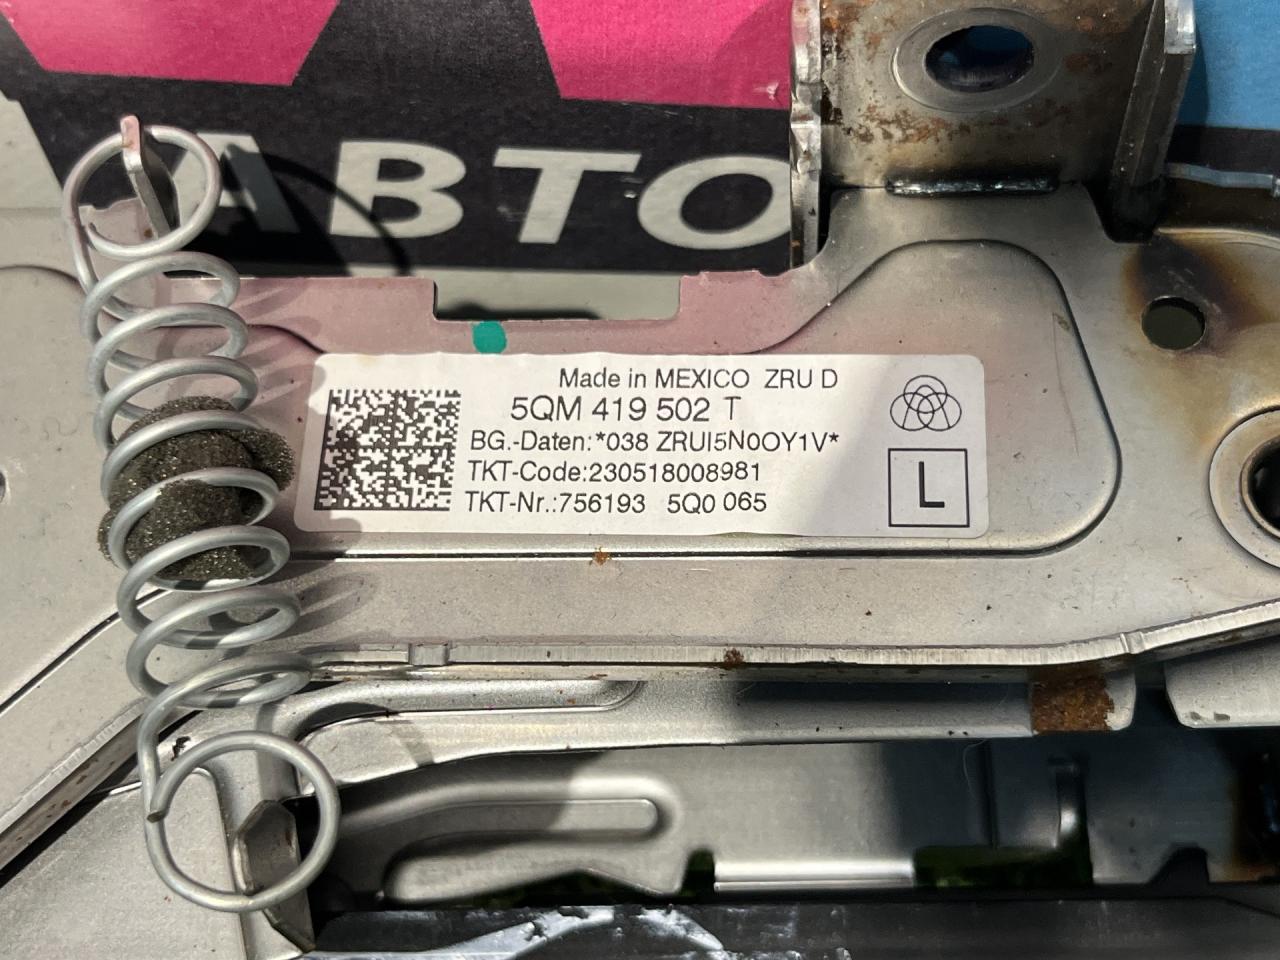 АВТО
Made in MEXICO ZRU D
5QM 419 502 T
BG.-Daten:*038 ZRUI5N0OY1V*
TKT-Code:230518008981
TKT-Nr.:756193 5Q0 065
L